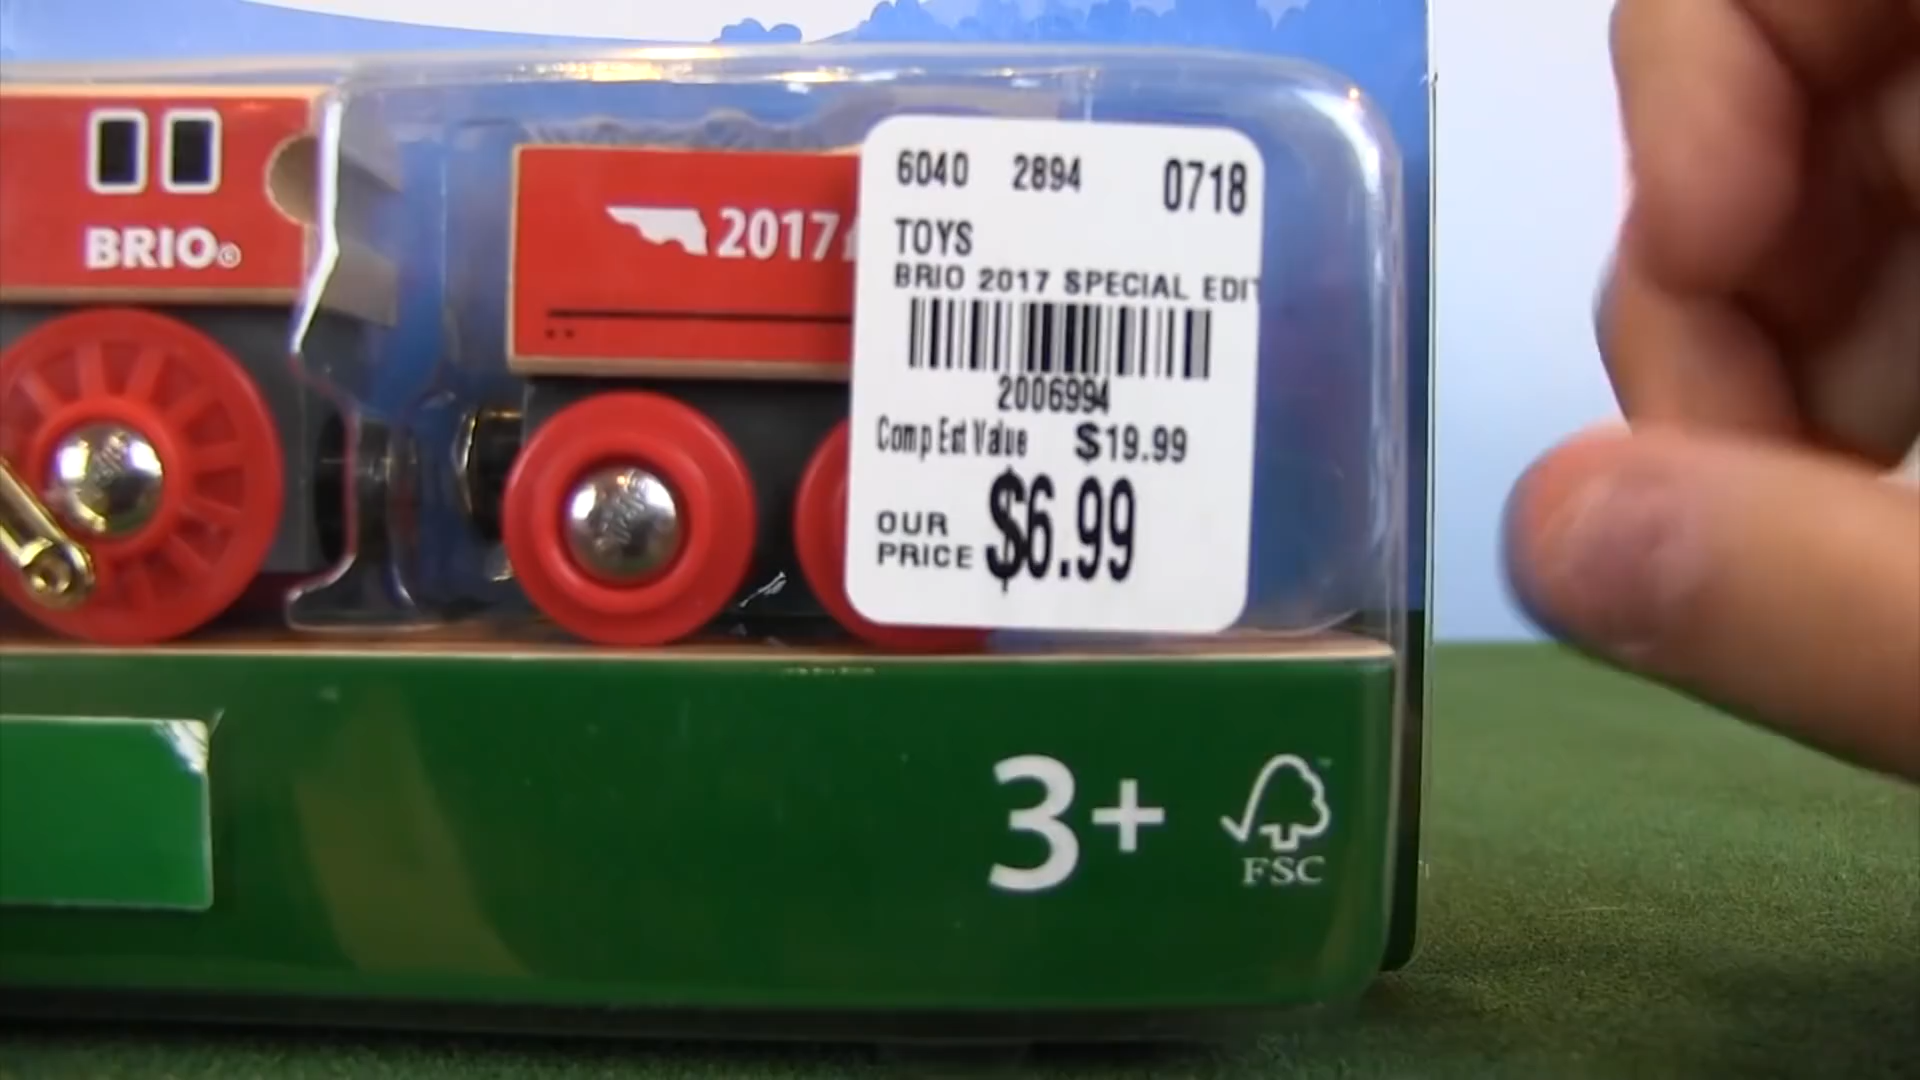 BRIO®
2017
6040 2894 0718
TOYS
BRIO 2017 SPECIAL EDIT
2006994
Comp Est Value $19.99
OUR PRICE $6.99
3+
FSC